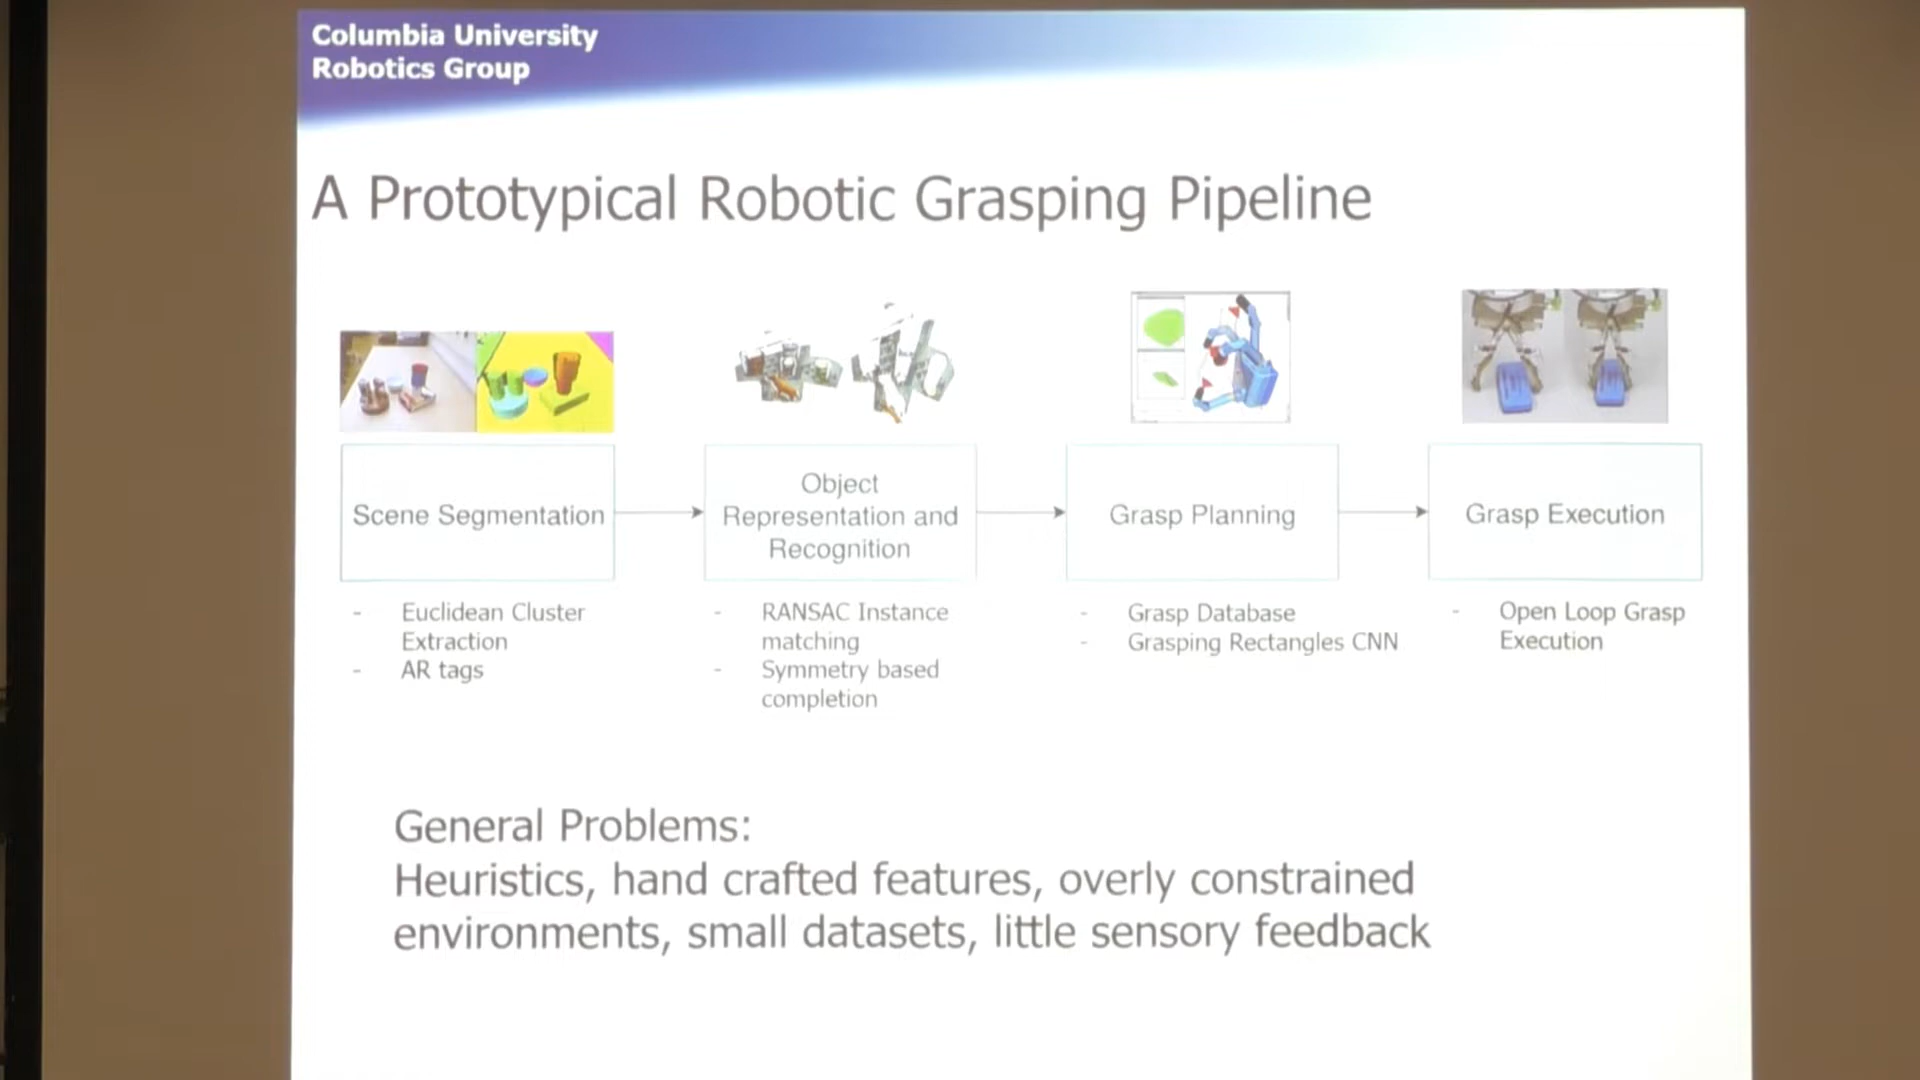 Columbia University
Robotics Group
A Prototypical Robotic Grasping Pipeline
Scene Segmentation
Object
Representation and
Recognition
Grasp Planning
Grasp Execution
- Euclidean Cluster
Extraction
- AR tags
- RANSAC Instance
matching
- Symmetry based
completion
- Grasp Database
- Grasping Rectangles CNN
- Open Loop Grasp
Execution
General Problems:
Heuristics, hand crafted features, overly constrained
environments, small datasets, little sensory feedback